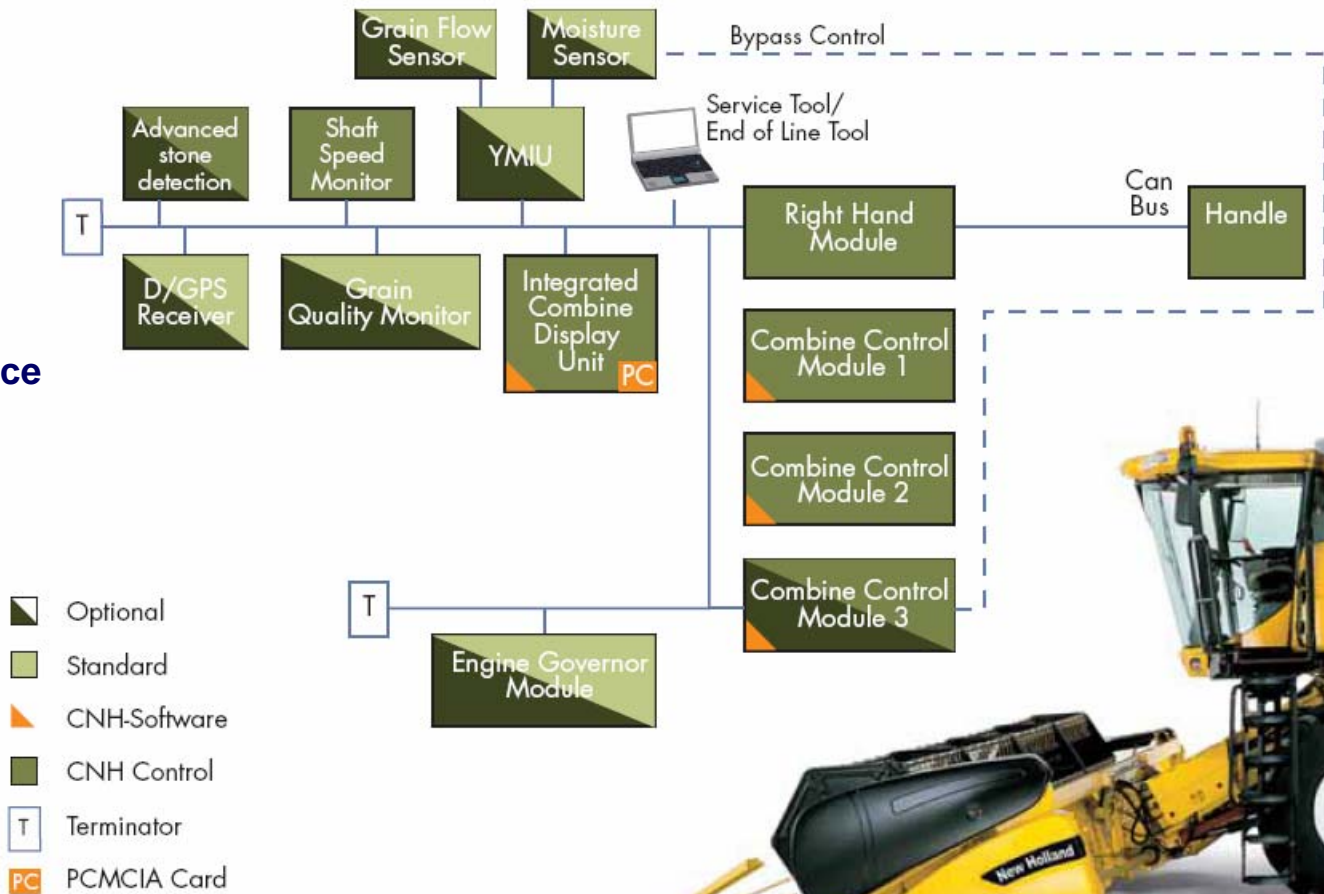 Grain Flow
Sensor
Moisture
Sensor
Bypass Control
Advanced
stone
detection
Shaft
Speed
Monitor
YMIU
Service Tool/
End of Line Tool
T
Right Hand
Module
Can
Bus
Handle
D/GPS
Receiver
Grain
Quality Monitor
Integrated
Combine
Display
Unit
PC
Combine Control
Module 1
ce
Combine Control
Module 2
Combine Control
Module 3
T
Engine Governor
Module
Optional
Standard
CNH-Software
CNH Control
T Terminator
PC PCMCIA Card
New Holland